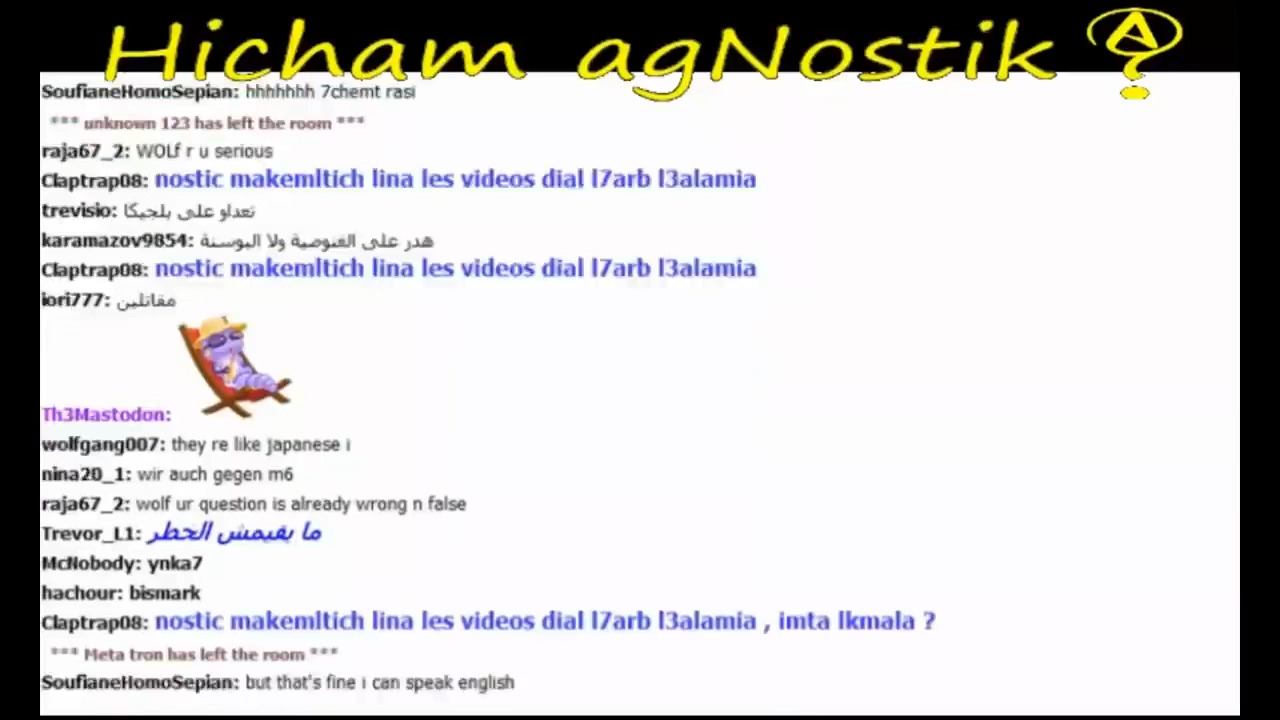 Hicham agNostik
SoufianeHomoSepian: hhhhhhh 7chemt rasi
*** unknown 123 has left the room ***
raja67_2: WOLf r u serious
Claptrap08: nostic makemltich lina les videos dial l7arb l3alamia
trevisio: تعداو على بلجيكا
karamazov9854: هدر على الغنوصية ولا البوسنة
Claptrap08: nostic makemltich lina les videos dial l7arb l3alamia
iori777: مقاتلين
Th3Mastodon:
wolfgang007: they re like japanese i
nina20_1: wir auch gegen m6
raja67_2: wolf ur question is already wrong n false
Trevor_L1: ما بقيمش الخطر
McNobody: ynka7
hachour: bismark
Claptrap08: nostic makemltich lina les videos dial l7arb l3alamia , imta lkmala ?
*** Meta tron has left the room ***
SoufianeHomoSepian: but that's fine i can speak english